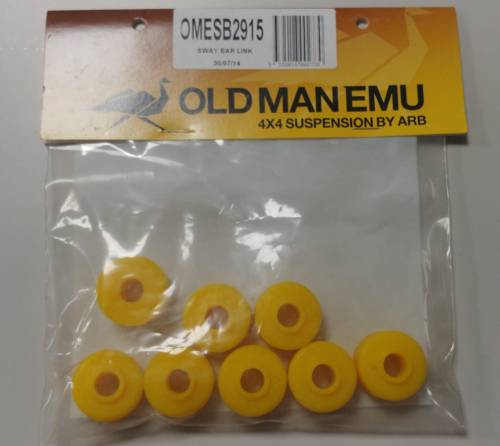 OMESB2915
SWAY BAR LINK
30/07/14
OLD MAN EMU
4X4 SUSPENSION BY ARB